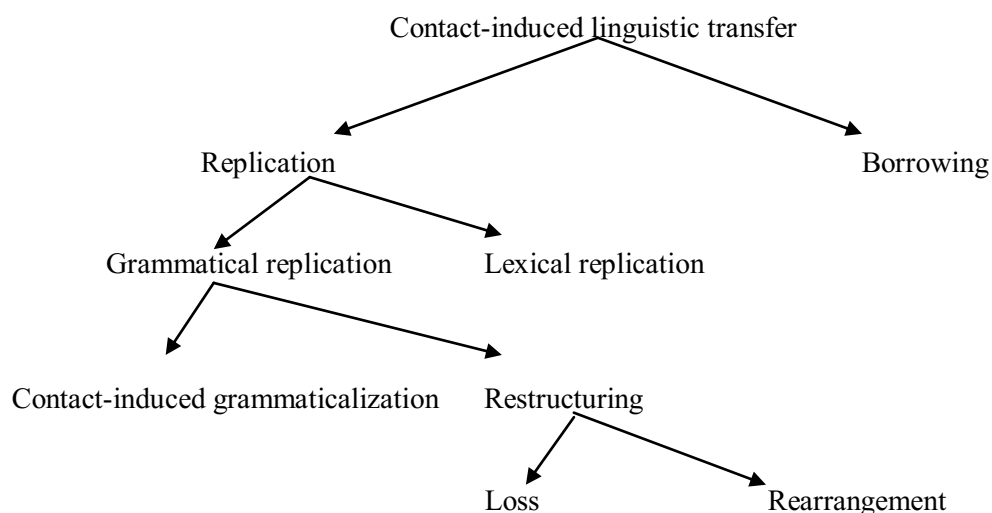 Contact-induced linguistic transfer
Replication Borrowing
Grammatical replication Lexical replication
Contact-induced grammaticalization Restructuring
Loss Rearrangement